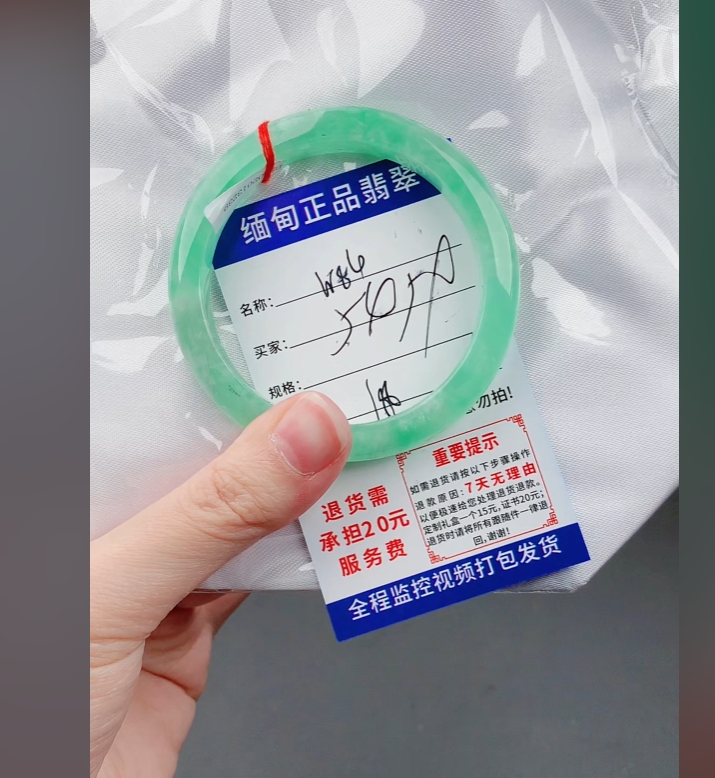 缅甸正品翡翠
名称:
W86
买家:
规格:
勿拍!
退货需
承担20元
服务费
重要提示
如需退货请按以下步骤操作
退款原因:7天无理由
以便极速给您处理退货退款。
定制礼盒一个15元,证书20元;
退货时请将所有跟随件一律退
回,谢谢!
全程监控视频打包发货